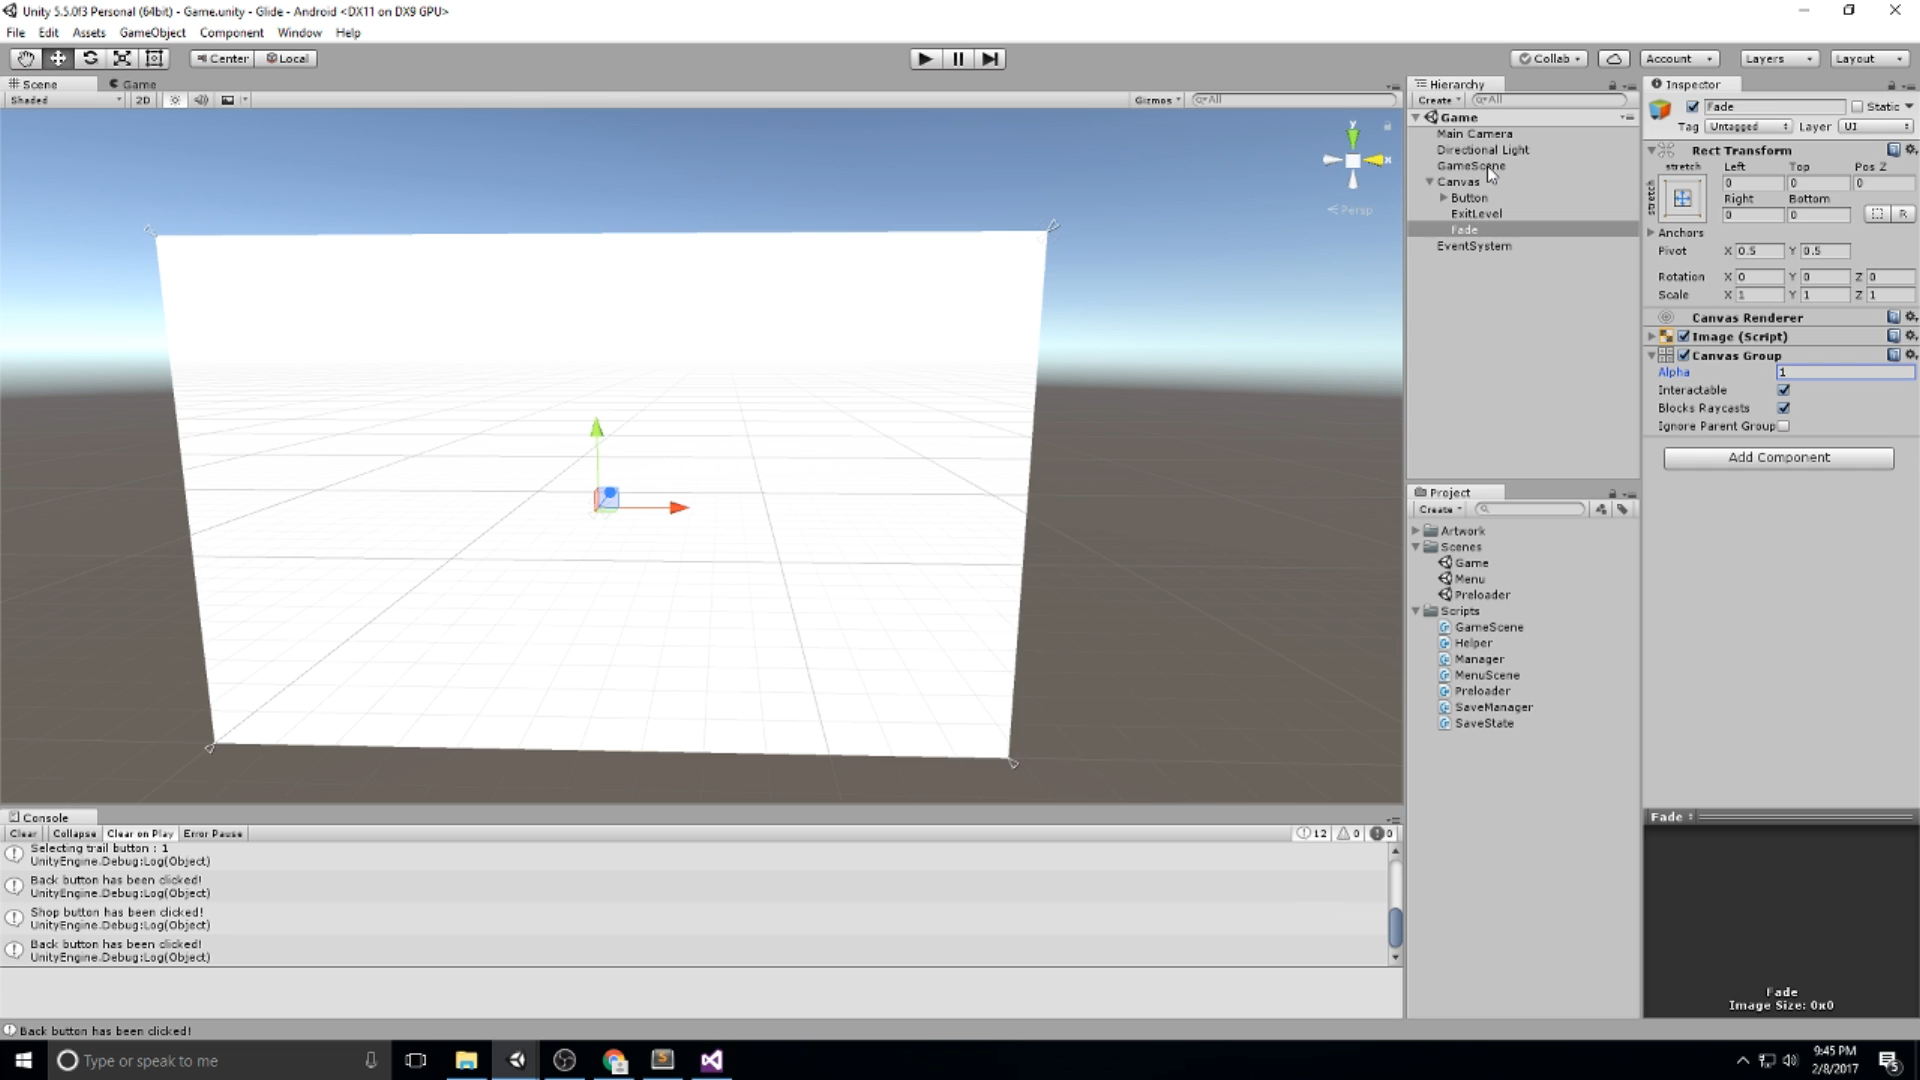 Unity 5.5.0f3 Personal (64bit) - Game.unity - Glide - Android <DX11 on DX9 GPU>
File Edit Assets GameObject Component Window Help
Center Local
Collab Account Layers Layout
Scene Game
Shaded 2D Gizmos All
y
x
Persp
Console
Clear Collapse Clear on Play Error Pause 12 0 0
Selecting trail button : 1
UnityEngine.Debug:Log(Object)
Back button has been clicked!
UnityEngine.Debug:Log(Object)
Shop button has been clicked!
UnityEngine.Debug:Log(Object)
Back button has been clicked!
UnityEngine.Debug:Log(Object)
Back button has been clicked!
Hierarchy
Create All
Game
Main Camera
Directional Light
GameScene
Canvas
Button
ExitLevel
Fade
EventSystem
Project
Create
Artwork
Scenes
Game
Menu
Preloader
Scripts
GameScene
Helper
Manager
MenuScene
Preloader
SaveManager
SaveState
Inspector
Fade Static
Tag Untagged Layer UI
Rect Transform
stretch Left Top Pos Z
stretch 0 0 0
Right Bottom
0 0 R
Anchors
Pivot X 0.5 Y 0.5
Rotation X 0 Y 0 Z 0
Scale X 1 Y 1 Z 1
Canvas Renderer
Image (Script)
Canvas Group
Alpha 1
Interactable
Blocks Raycasts
Ignore Parent Group
Add Component
Fade
Fade
Image Size: 0x0
Type or speak to me
9:45 PM
2/8/2017
5